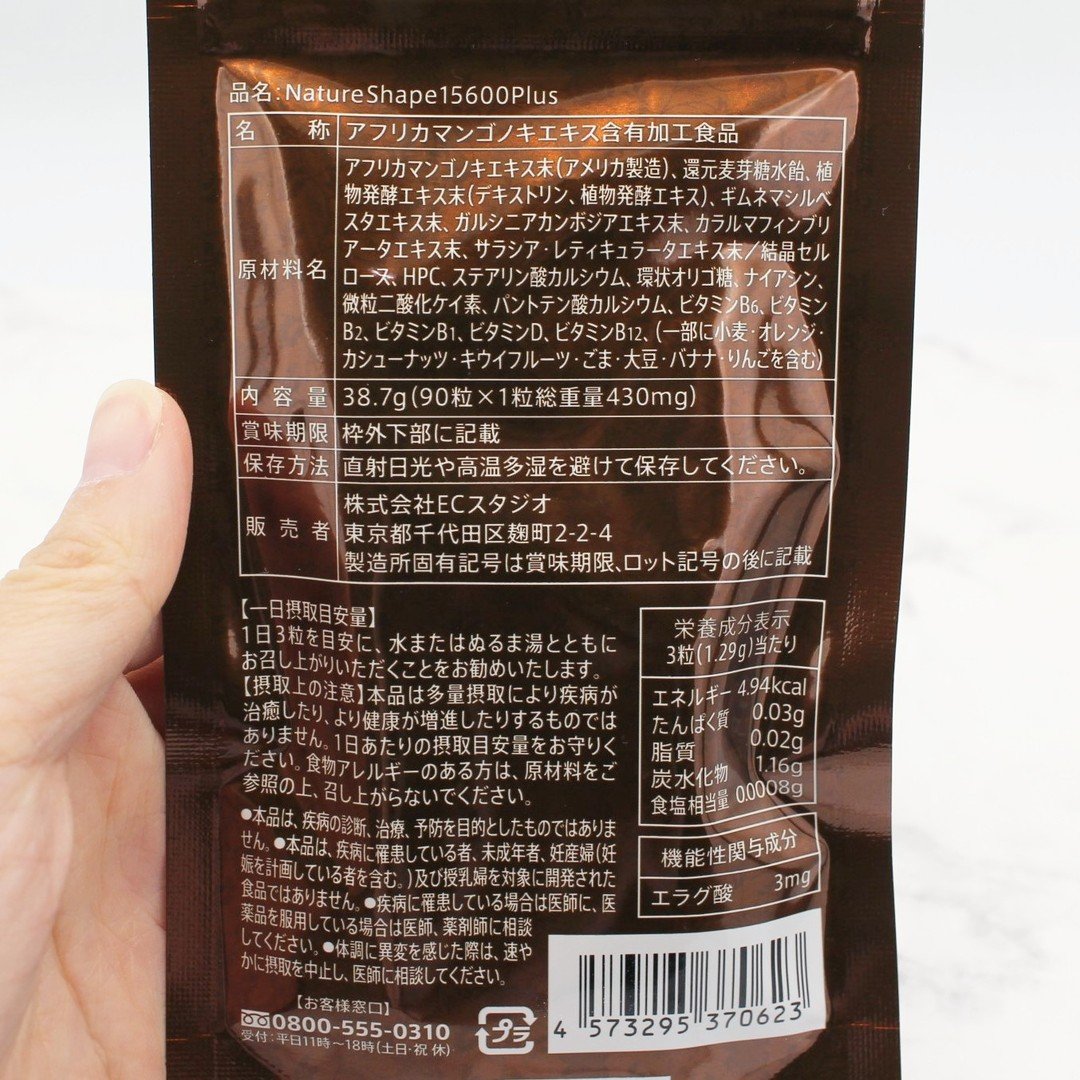 品名:NatureShape15600Plus
名称 アフリカマンゴノキエキス含有加工食品
原材料名
アフリカマンゴノキエキス末(アメリカ製造)、還元麦芽糖水飴、植
物発酵エキス末(デキストリン、植物発酵エキス)、ギムネマシルベ
スタエキス末、ガルシニアカンボジアエキス末、カラルマフィンブリ
アータエキス末、サラシア・レティキュラータエキス末/結晶セル
ロース、HPC、ステアリン酸カルシウム、環状オリゴ糖、ナイアシン、
微粒二酸化ケイ素、パントテン酸カルシウム、ビタミンB6、ビタミン
B2、ビタミンB1、ビタミンD、ビタミンB12、(一部に小麦・オレンジ・
カシューナッツ・キウイフルーツ・ごま・大豆・バナナ・りんごを含む)
内容量 38.7g(90粒×1粒総重量430mg)
賞味期限 枠外下部に記載
保存方法 直射日光や高温多湿を避けて保存してください。
販売者
株式会社ECスタジオ
東京都千代田区麹町2-2-4
製造所固有記号は賞味期限、ロット記号の後に記載
【一日摂取目安量】
1日3粒を目安に、水またはぬるま湯とともに
お召し上がりいただくことをお勧めいたします。
【摂取上の注意】本品は多量摂取により疾病が
治癒したり、より健康が増進したりするものでは
ありません。1日あたりの摂取目安量をお守りく
ださい。食物アレルギーのある方は、原材料をご
参照の上、召し上がらないでください。
●本品は、疾病の診断、治療、予防を目的としたものではありま
せん。●本品は、疾病に罹患している者、未成年者、妊産婦(妊
娠を計画している者を含む。)及び授乳婦を対象に開発された
食品ではありません。●疾病に罹患している場合は医師に、医
薬品を服用している場合は医師、薬剤師に相談
してください。●体調に異変を感じた際は、速や
かに摂取を中止し、医師に相談してください。
【お客様窓口】
0800-555-0310
受付:平日11時〜18時(土日・祝 休)
栄養成分表示
3粒(1.29g)当たり
エネルギー 4.94kcal
たんぱく質 0.03g
脂質 0.02g
炭水化物 1.16g
食塩相当量 0.0008g
機能性関与成分
エラグ酸 3mg
プラ
4 573295 370623